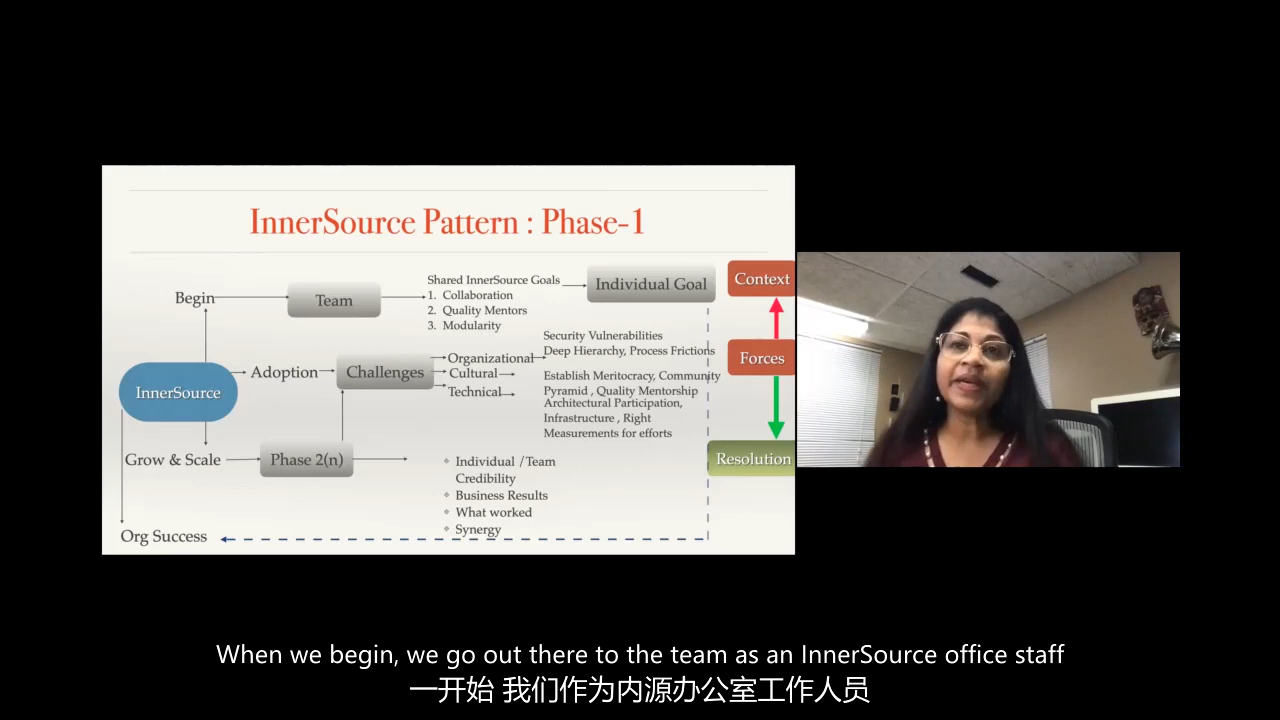 InnerSource Pattern : Phase-1
Begin
Team
Shared InnerSource Goals
1. Collaboration
2. Quality Mentors
3. Modularity
Individual Goal
Context
InnerSource
Adoption
Challenges
Organizational
Cultural
Technical
Security Vulnerabilities
Deep Hierarchy, Process Frictions
Establish Meritocracy, Community
Pyramid , Quality Mentorship
Architectural Participation,
Infrastructure , Right
Measurements for efforts
Forces
Grow & Scale
Phase 2(n)
Individual /Team
Credibility
Business Results
What worked
Synergy
Resolution
Org Success
When we begin, we go out there to the team as an InnerSource office staff
一开始 我们作为内源办公室工作人员